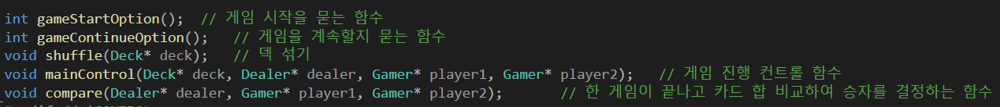 int gameStartOption();  // 게임 시작을 묻는 함수
int gameContinueOption();   // 게임을 계속할지 묻는 함수
void shuffle(Deck* deck);   // 덱 섞기
void mainControl(Deck* deck, Dealer* dealer, Gamer* player1, Gamer* player2);   // 게임 진행 컨트롤 함수
void compare(Dealer* dealer, Gamer* player1, Gamer* player2);      // 한 게임이 끝나고 카드 합 비교하여 승자를 결정하는 함수